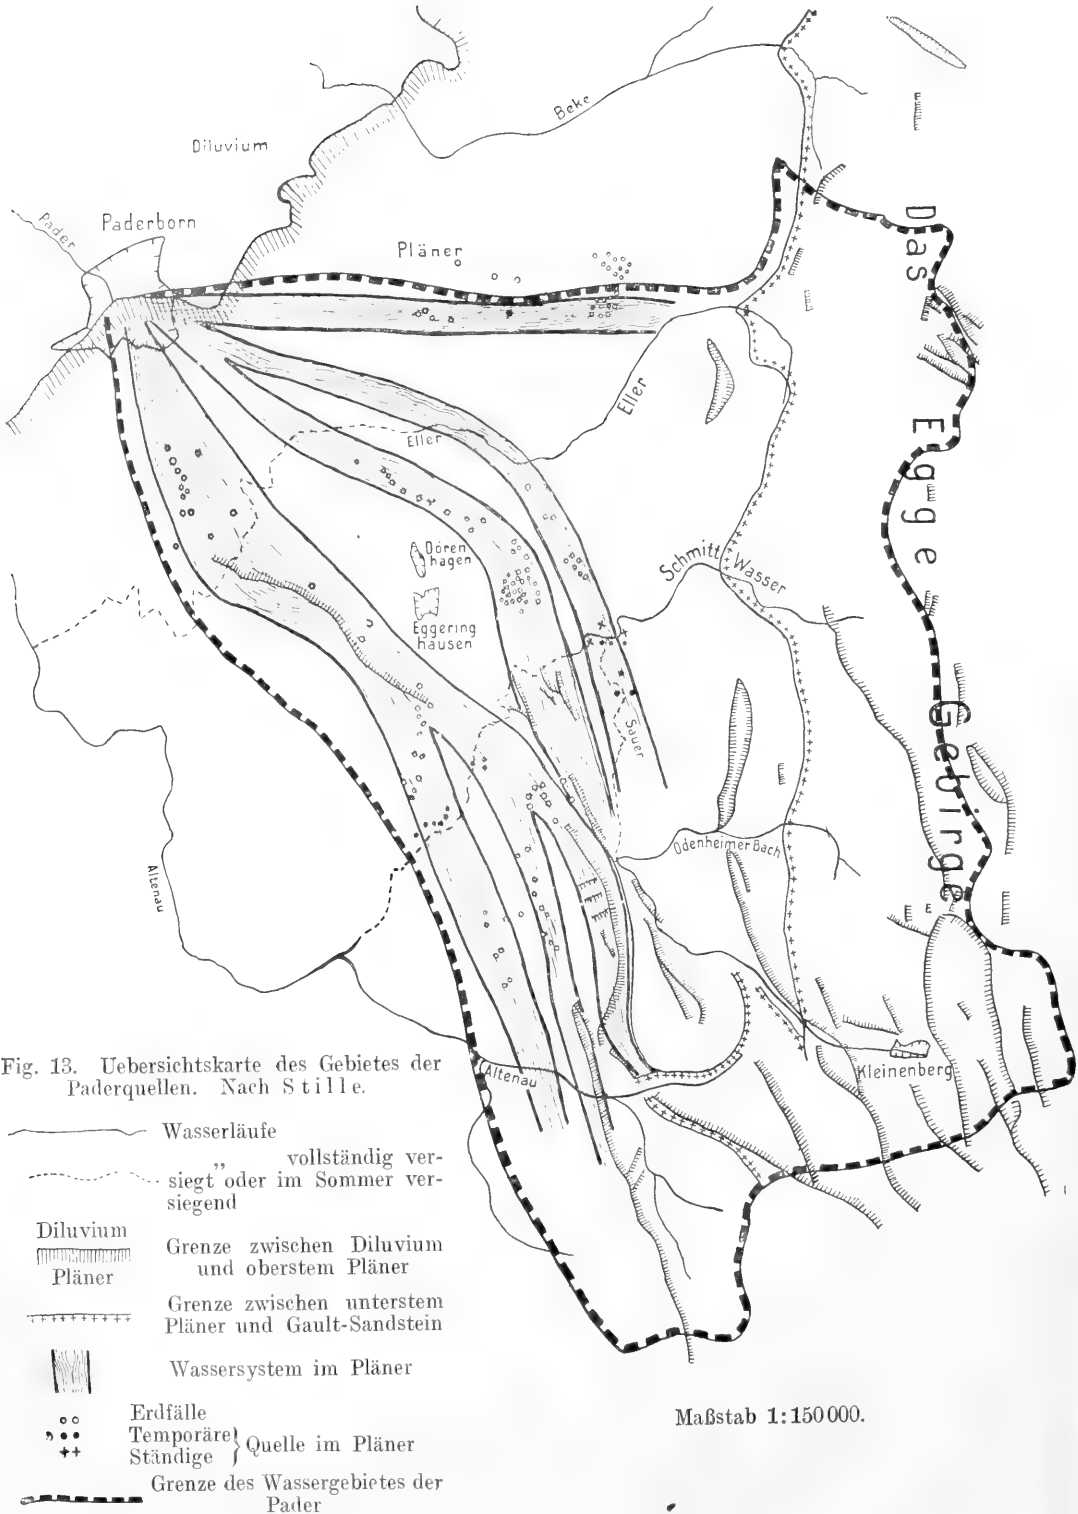 Beke
Diluvium
Pader
Paderborn
Pläner
Das Egge Gebirge
Eller
Eller
Dören
hagen
Schmitt Wasser
Eggering
hausen
Sauer
Odenheimer Bach
Altenau
Altenau
Kleinenberg
Fig. 13. Uebersichtskarte des Gebietes der
Paderquellen. Nach Stille.
Wasserläufe
„ vollständig ver-
siegt oder im Sommer ver-
siegend
Diluvium
Pläner
Grenze zwischen Diluvium
und oberstem Pläner
Grenze zwischen unterstem
Pläner und Gault-Sandstein
Wassersystem im Pläner
Erdfälle
Temporäre
Ständige } Quelle im Pläner
Grenze des Wassergebietes der
Pader
Maßstab 1:150000.